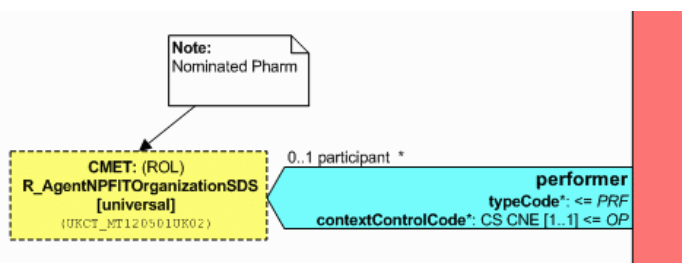 Note:
Nominated Pharm
CMET: (ROL)
R_AgentNPFITOrganizationSDS
[universal]
(UKCT_MT120501UK02)
0..1 participant *
performer
typeCode*: <= PRF
contextControlCode*: CS CNE [1..1] <= OP